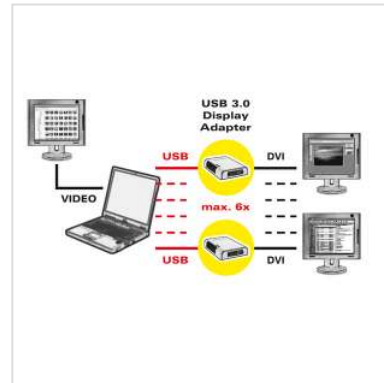 USB 3.0
Display
Adapter
USB
DVI
VIDEO
max. 6x
USB
DVI